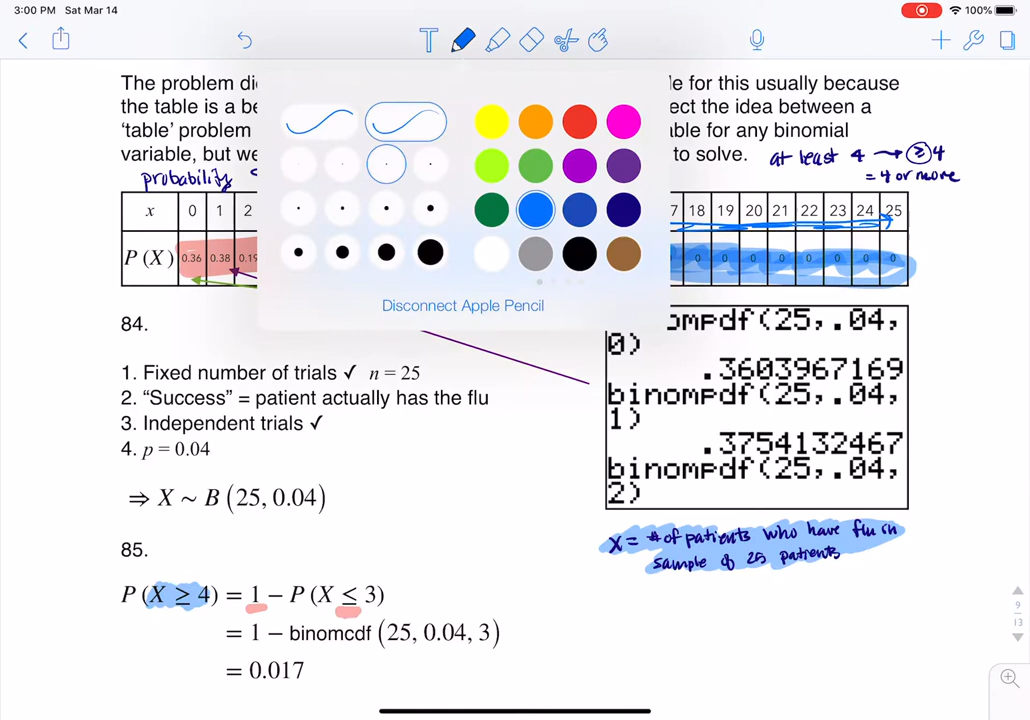 3:00 PM Sat Mar 14 100%
The problem di le for this usually because
the table is a be ect the idea between a
'table' problem able for any binomial
variable, but we to solve. at least 4 → ≥ 4
= 4 or more
probability
x 0 1 2 7 18 19 20 21 22 23 24 25
P (X) 0.36 0.38 0.19 0 0 0 0 0 0 0 0
Disconnect Apple Pencil
84.
1. Fixed number of trials ✓ n = 25
2. “Success” = patient actually has the flu
3. Independent trials ✓
4. p = 0.04
⇒ X ∼ B (25, 0.04)
ompdf(25,.04,
0)
.3603967169
binompdf(25,.04,
1)
.3754132467
binompdf(25,.04,
2)
X = # of patients who have flu in
sample of 25 patients
85.
P (X ≥ 4) = 1 − P (X ≤ 3)
= 1 − binomcdf (25, 0.04, 3)
= 0.017
9
13